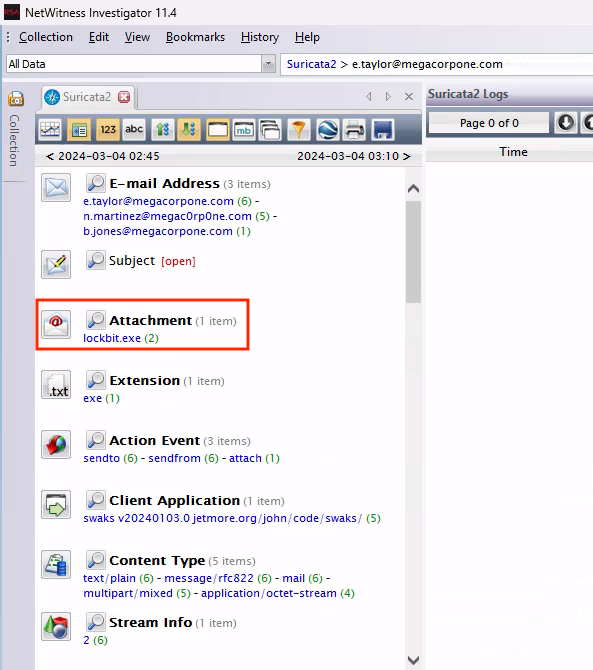 RSA NetWitness Investigator 11.4
Collection Edit View Bookmarks History Help
All Data
Suricata2 > e.taylor@megacorpone.com
Collection
Suricata2
Suricata2 Logs
123 abc mb
Page 0 of 0
< 2024-03-04 02:45 2024-03-04 03:10 >
Time
E-mail Address (3 items)
e.taylor@megacorpone.com (6) -
n.martinez@megac0rp0ne.com (5) -
b.jones@megacorpone.com (1)
Subject [open]
Attachment (1 item)
lockbit.exe (2)
.txt
Extension (1 item)
exe (1)
Action Event (3 items)
sendto (6) - sendfrom (6) - attach (1)
Client Application (1 item)
swaks v20240103.0 jetmore.org/john/code/swaks/ (5)
Content Type (5 items)
text/plain (6) - message/rfc822 (6) - mail (6) -
multipart/mixed (5) - application/octet-stream (4)
Stream Info (1 item)
2 (6)